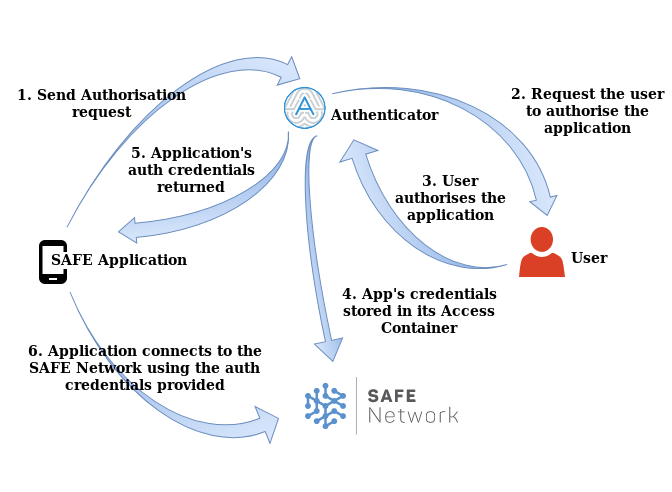 1. Send Authorisation
request
A
Authenticator
2. Request the user
to authorise the
application
5. Application's
auth credentials
returned
3. User
authorises the
application
SAFE Application
User
4. App's credentials
stored in its Access
Container
6. Application connects to the
SAFE Network using the auth
credentials provided
SAFE
Network